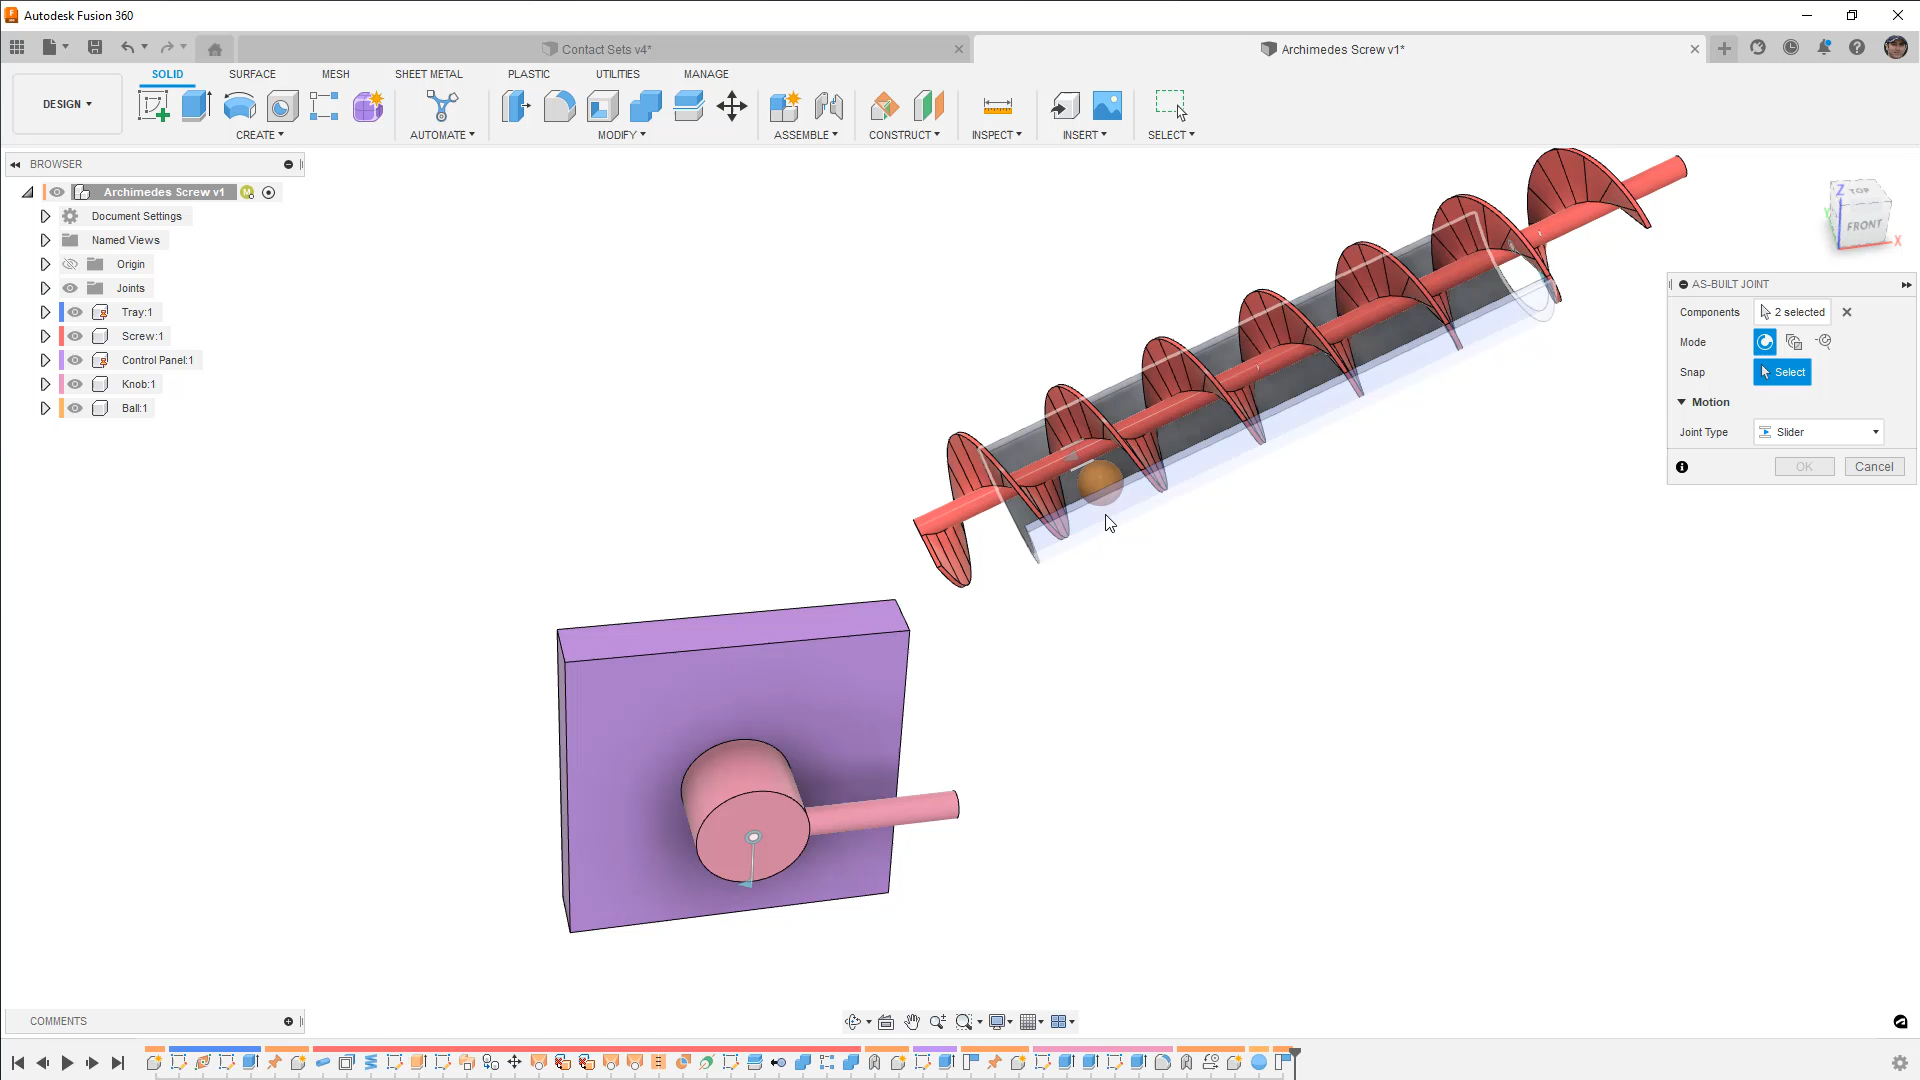 Autodesk Fusion 360
Contact Sets v4*
Archimedes Screw v1*
DESIGN
SOLID SURFACE MESH SHEET METAL PLASTIC UTILITIES MANAGE
CREATE AUTOMATE MODIFY ASSEMBLE CONSTRUCT INSPECT INSERT SELECT
BROWSER
Archimedes Screw v1
M
Document Settings
Named Views
Origin
Joints
Tray:1
Screw:1
Control Panel:1
Knob:1
Ball:1
Z
TOP
FRONT
X
AS-BUILT JOINT
Components 2 selected
Mode
Snap Select
Motion
Joint Type Slider
OK Cancel
COMMENTS